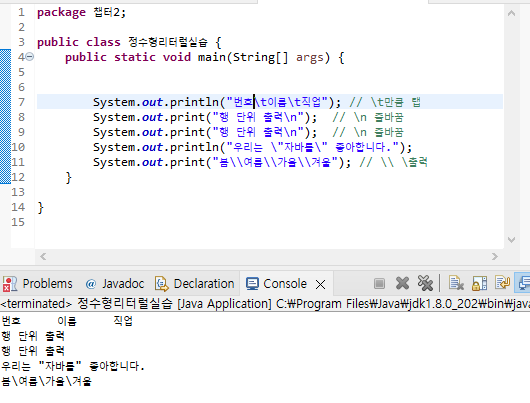 1 package 챕터2;
2
3 public class 정수형리터럴실습 {
4 public static void main(String[] args) {
5
6
7 System.out.println("번호\t이름\t직업"); // \t만큼 탭
8 System.out.print("행 단위 출력\n"); // \n 줄바꿈
9 System.out.print("행 단위 출력\n"); // \n 줄바꿈
10 System.out.println("우리는 \"자바를\" 좋아합니다.");
11 System.out.print("봄\\여름\\가을\\겨울"); // \\ \출력
12 }
13
14 }
15
Problems @ Javadoc Declaration Console
<terminated> 정수형리터럴실습 [Java Application] C:₩Program Files₩Java₩jdk1.8.0_202₩bin₩java
번호 이름 직업
행 단위 출력
행 단위 출력
우리는 "자바를" 좋아합니다.
봄\여름\가을\겨울